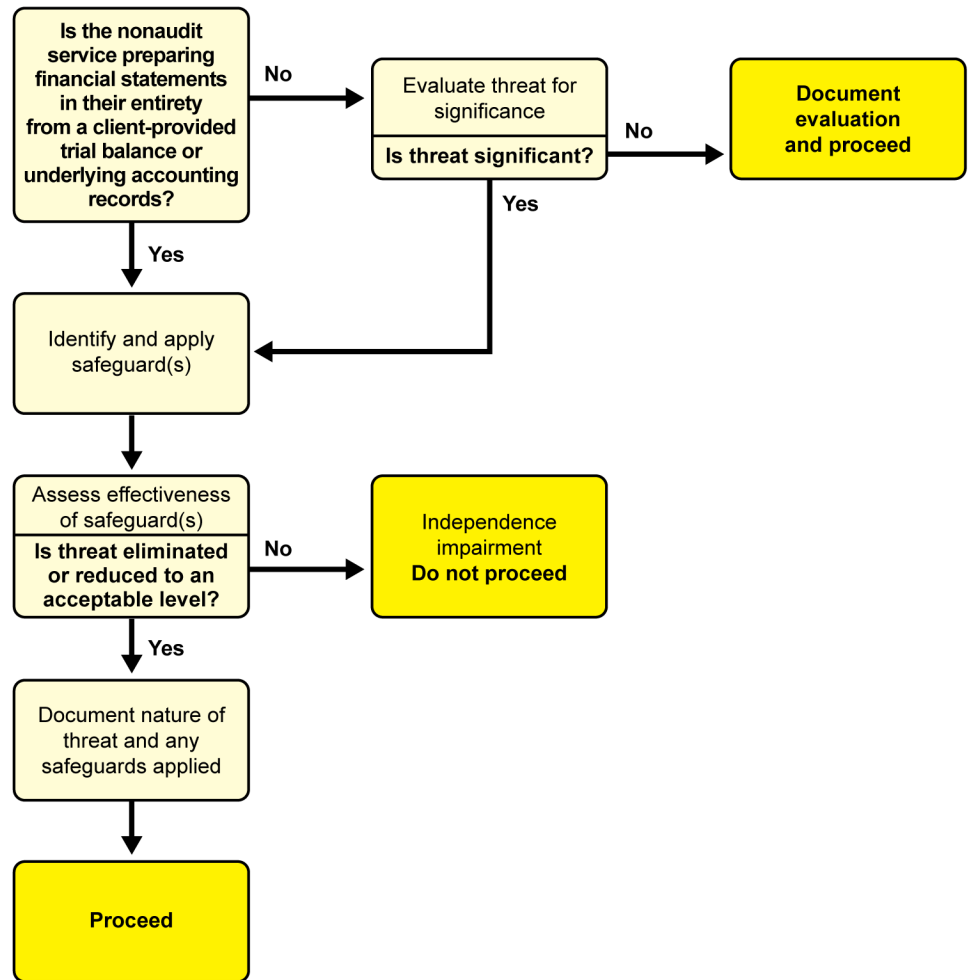 Is the nonaudit
service preparing
financial statements
in their entirety
from a client-provided
trial balance or
underlying accounting
records?
No
Evaluate threat for
significance
Is threat significant?
No
Document
evaluation
and proceed
Yes
Yes
Identify and apply
safeguard(s)
Assess effectiveness
of safeguard(s)
Is threat eliminated
or reduced to an
acceptable level?
No
Independence
impairment
Do not proceed
Yes
Document nature of
threat and any
safeguards applied
Proceed